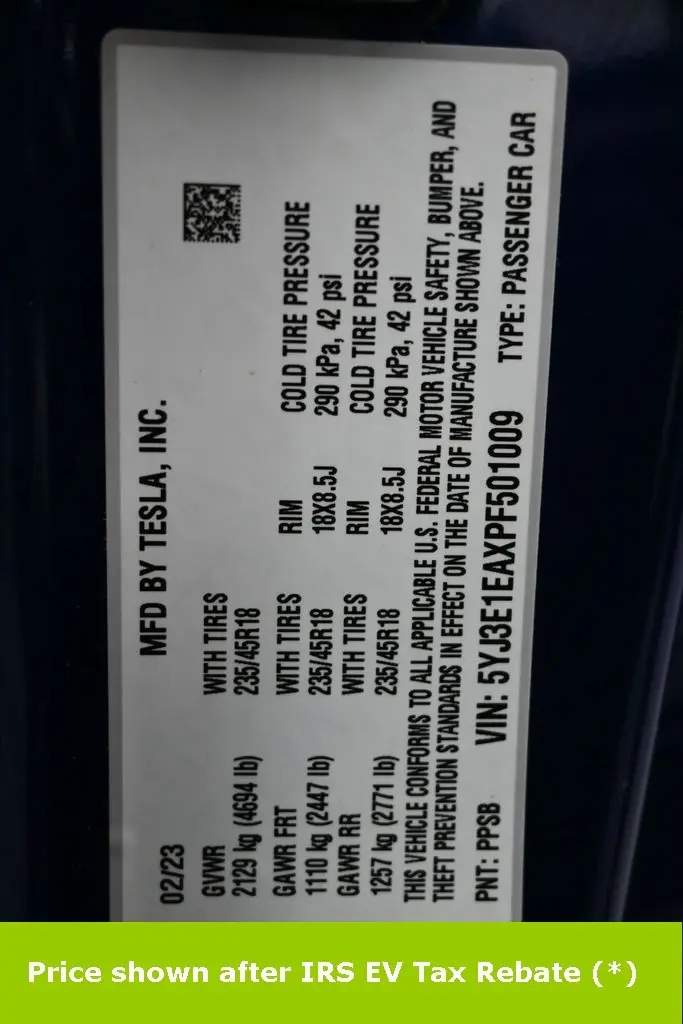 02/23 MFD BY TESLA, INC.
GVWR WITH TIRES
2129 kg (4694 lb) 235/45R18
GAWR FRT WITH TIRES RIM COLD TIRE PRESSURE
1110 kg (2447 lb) 235/45R18 18X8.5J 290 kPa, 42 psi
GAWR RR WITH TIRES RIM COLD TIRE PRESSURE
1257 kg (2771 lb) 235/45R18 18X8.5J 290 kPa, 42 psi
THIS VEHICLE CONFORMS TO ALL APPLICABLE U.S. FEDERAL MOTOR VEHICLE SAFETY, BUMPER, AND
THEFT PREVENTION STANDARDS IN EFFECT ON THE DATE OF MANUFACTURE SHOWN ABOVE.
PNT: PPSB VIN: 5YJ3E1EAXPF501009 TYPE: PASSENGER CAR
Price shown after IRS EV Tax Rebate (*)